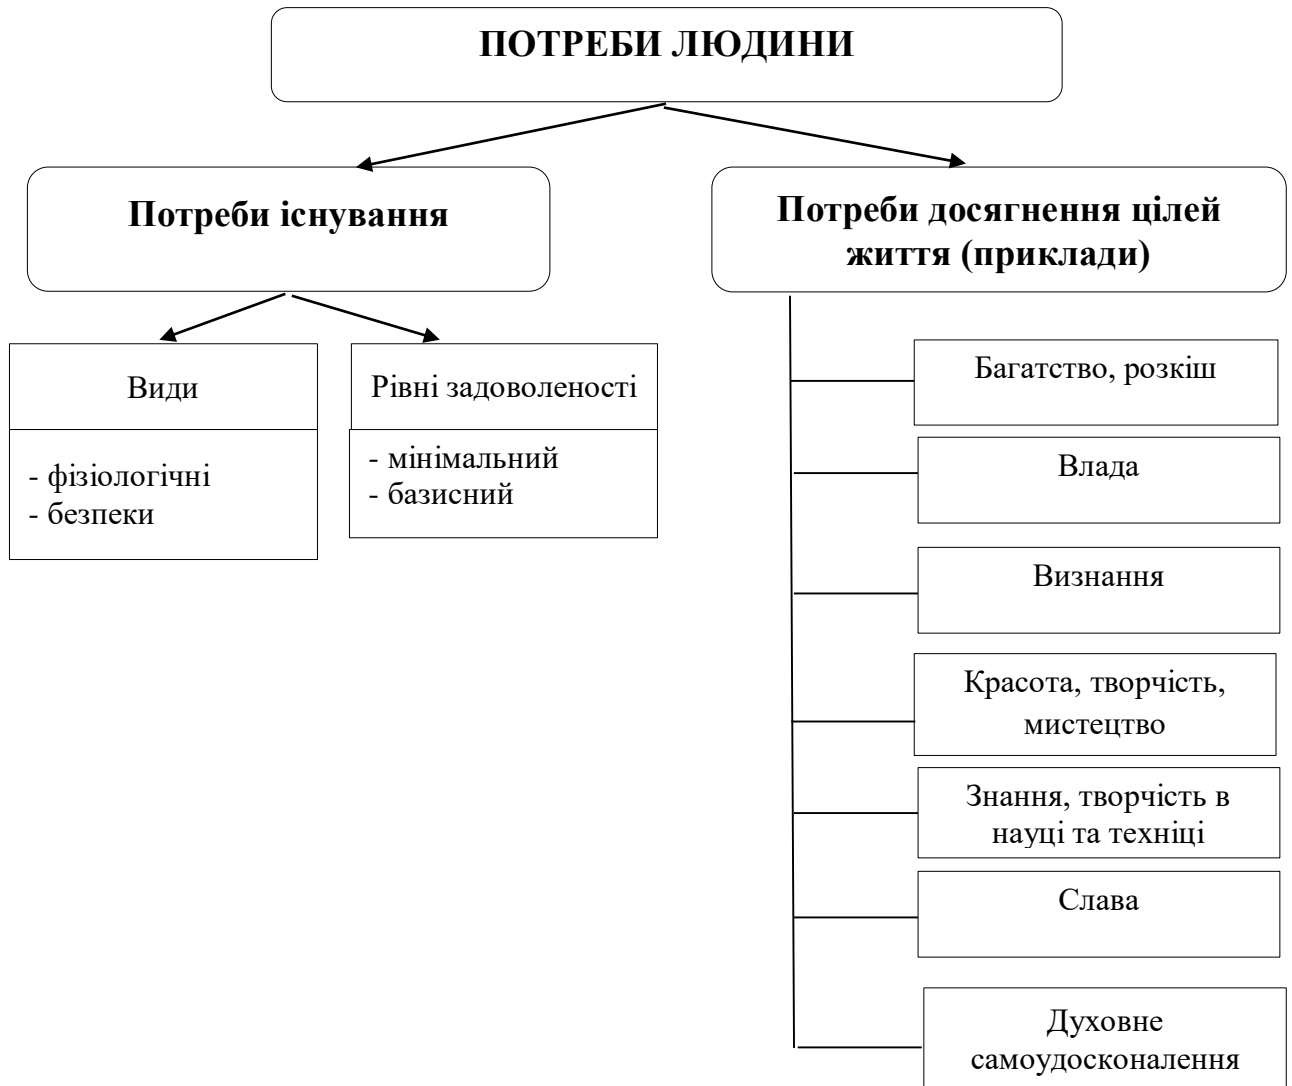 ПОТРЕБИ ЛЮДИНИ
Потреби існування
Потреби досягнення цілей
життя (приклади)
Види
- фізіологічні
- безпеки
Рівні задоволеності
- мінімальний
- базисний
Багатство, розкіш
Влада
Визнання
Красота, творчість,
мистецтво
Знання, творчість в
науці та техніці
Слава
Духовне
самоудосконалення